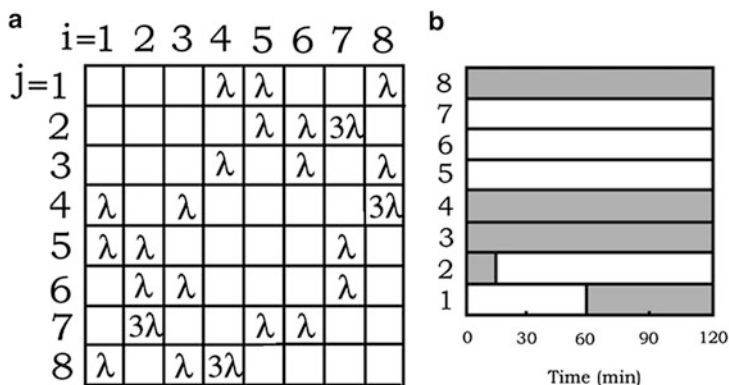 a
i=1 2 3 4 5 6 7 8
j=1 λ λ λ
2 λ λ 3λ
3 λ λ λ
4 λ λ 3λ
5 λ λ λ
6 λ λ λ
7 3λ λ λ
8 λ λ 3λ
b
8
7
6
5
4
3
2
1
0 30 60 90 120
Time (min)